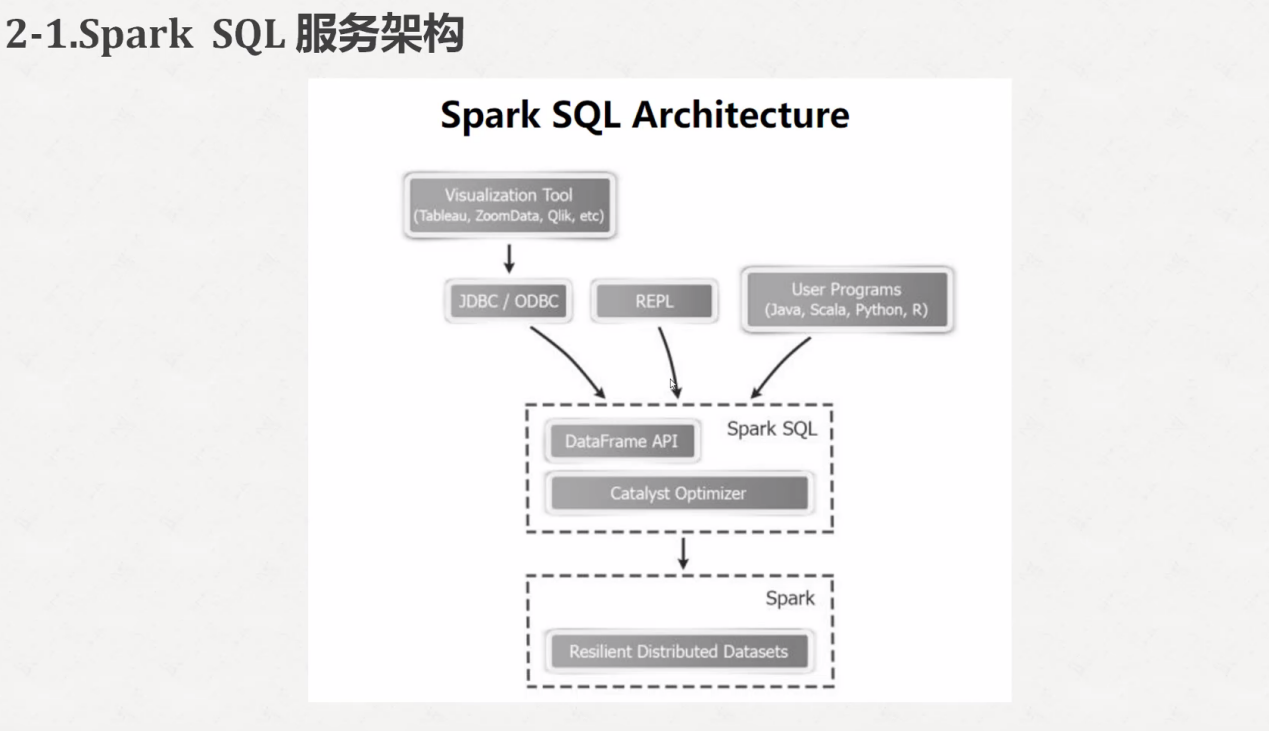 2-1.Spark SQL 服务架构
Spark SQL Architecture
Visualization Tool
(Tableau, ZoomData, Qlik, etc)
JDBC / ODBC
REPL
User Programs
(Java, Scala, Python, R)
DataFrame API
Spark SQL
Catalyst Optimizer
Spark
Resilient Distributed Datasets